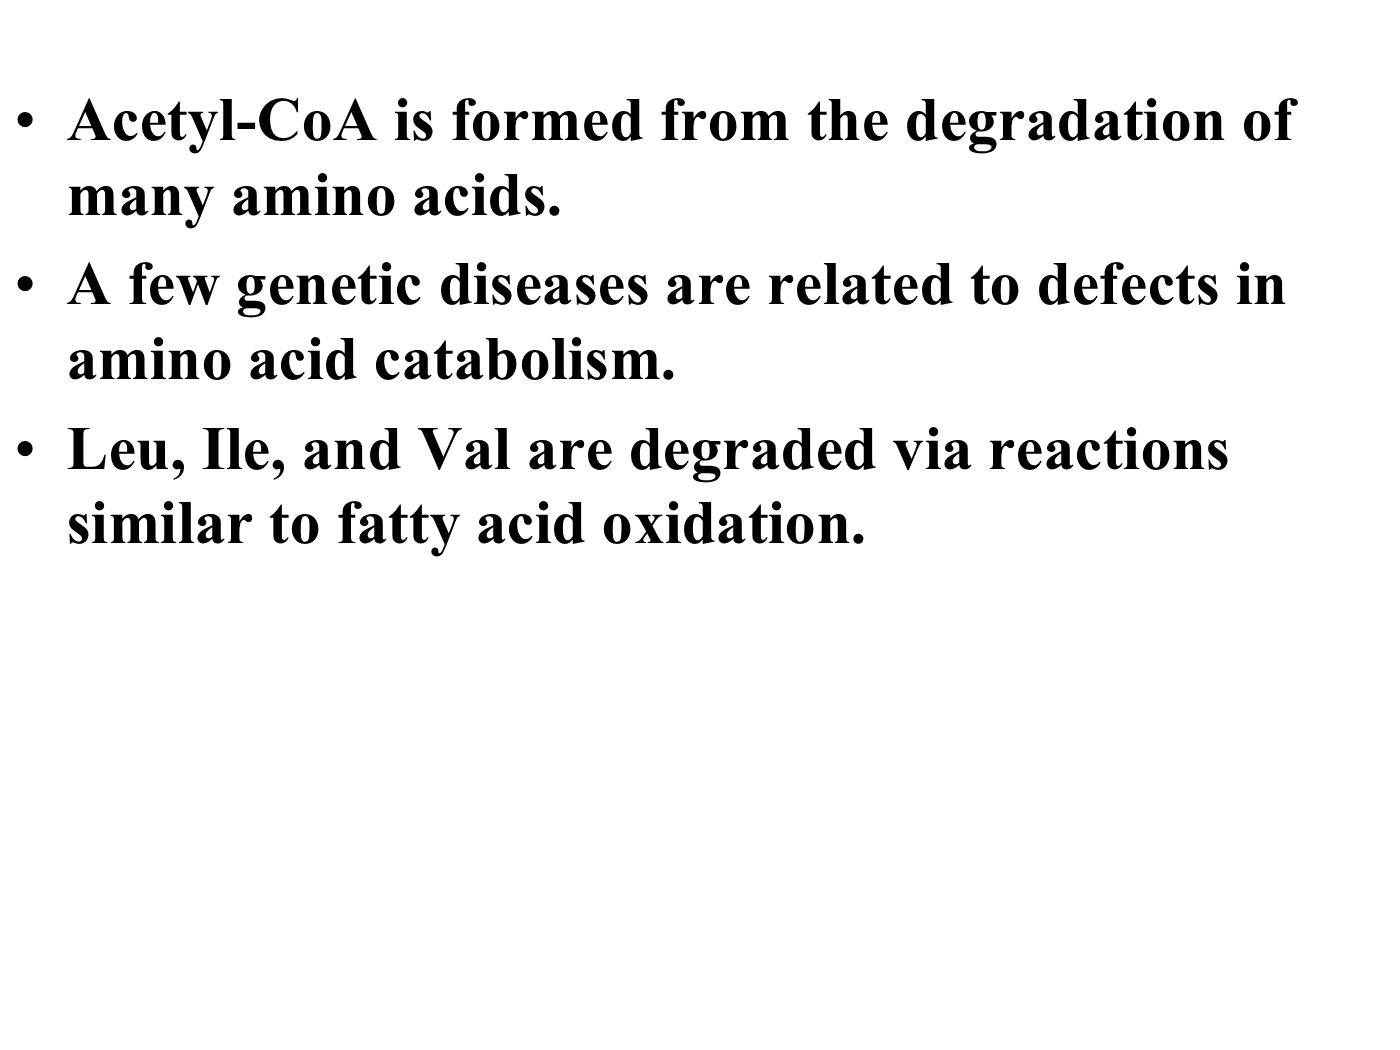 • Acetyl-CoA is formed from the degradation of
many amino acids.
• A few genetic diseases are related to defects in
amino acid catabolism.
• Leu, Ile, and Val are degraded via reactions
similar to fatty acid oxidation.